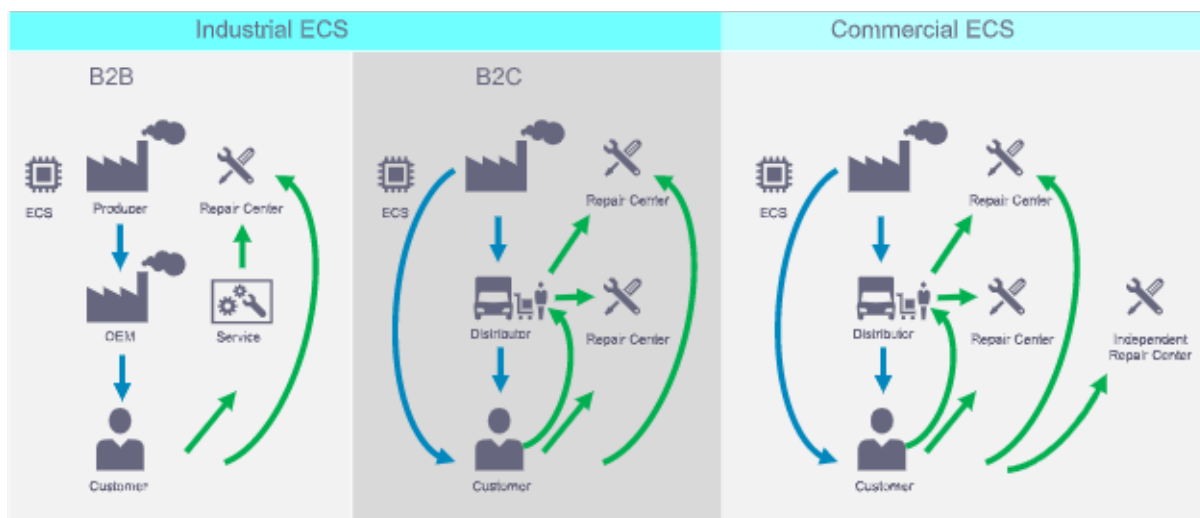 Industrial ECS
Commercial ECS
B2B
B2C
ECS
Producer
Repair Center
OEM
Service
Customer
ECS
Repair Center
Distributor
Repair Center
Customer
ECS
Repair Center
Distributor
Repair Center
Independent
Repair Center
Customer